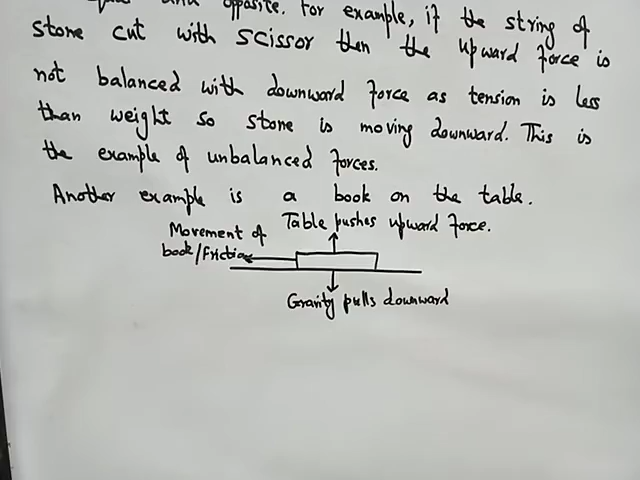 and opposite. For example, if the string of
stone cut with scissor then the upward force is
not balanced with downward force as tension is less
than weight so stone is moving downward. This is
the example of unbalanced forces.
Another example is a book on the table.
Table pushes upward force.
Movement of
book/friction
Gravity pulls downward